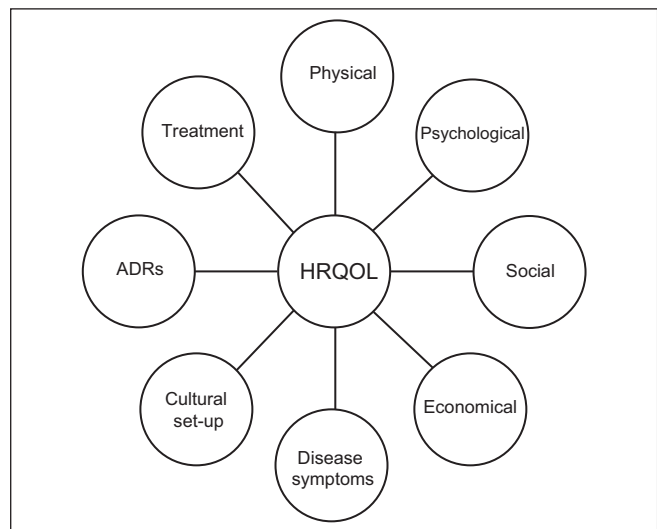 Physical
Treatment
Psychological
ADRs
HRQOL
Social
Cultural
set-up
Economical
Disease
symptoms